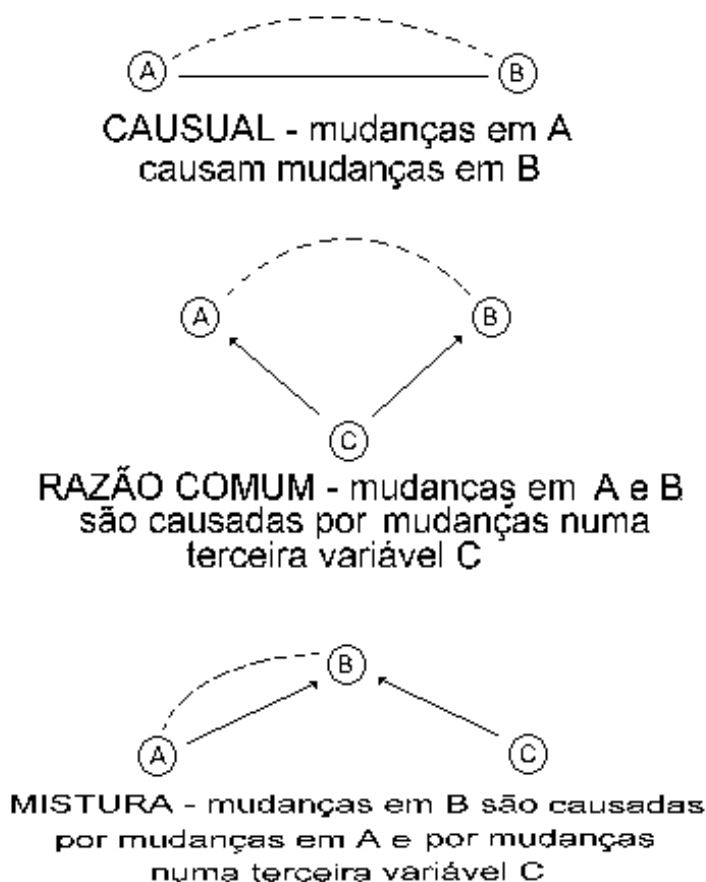 A B
CAUSUAL - mudanças em A
causam mudanças em B
A B
C
RAZÃO COMUM - mudanças em A e B
são causadas por mudanças numa
terceira variável C
B
A C
MISTURA - mudanças em B são causadas
por mudanças em A e por mudanças
numa terceira variável C